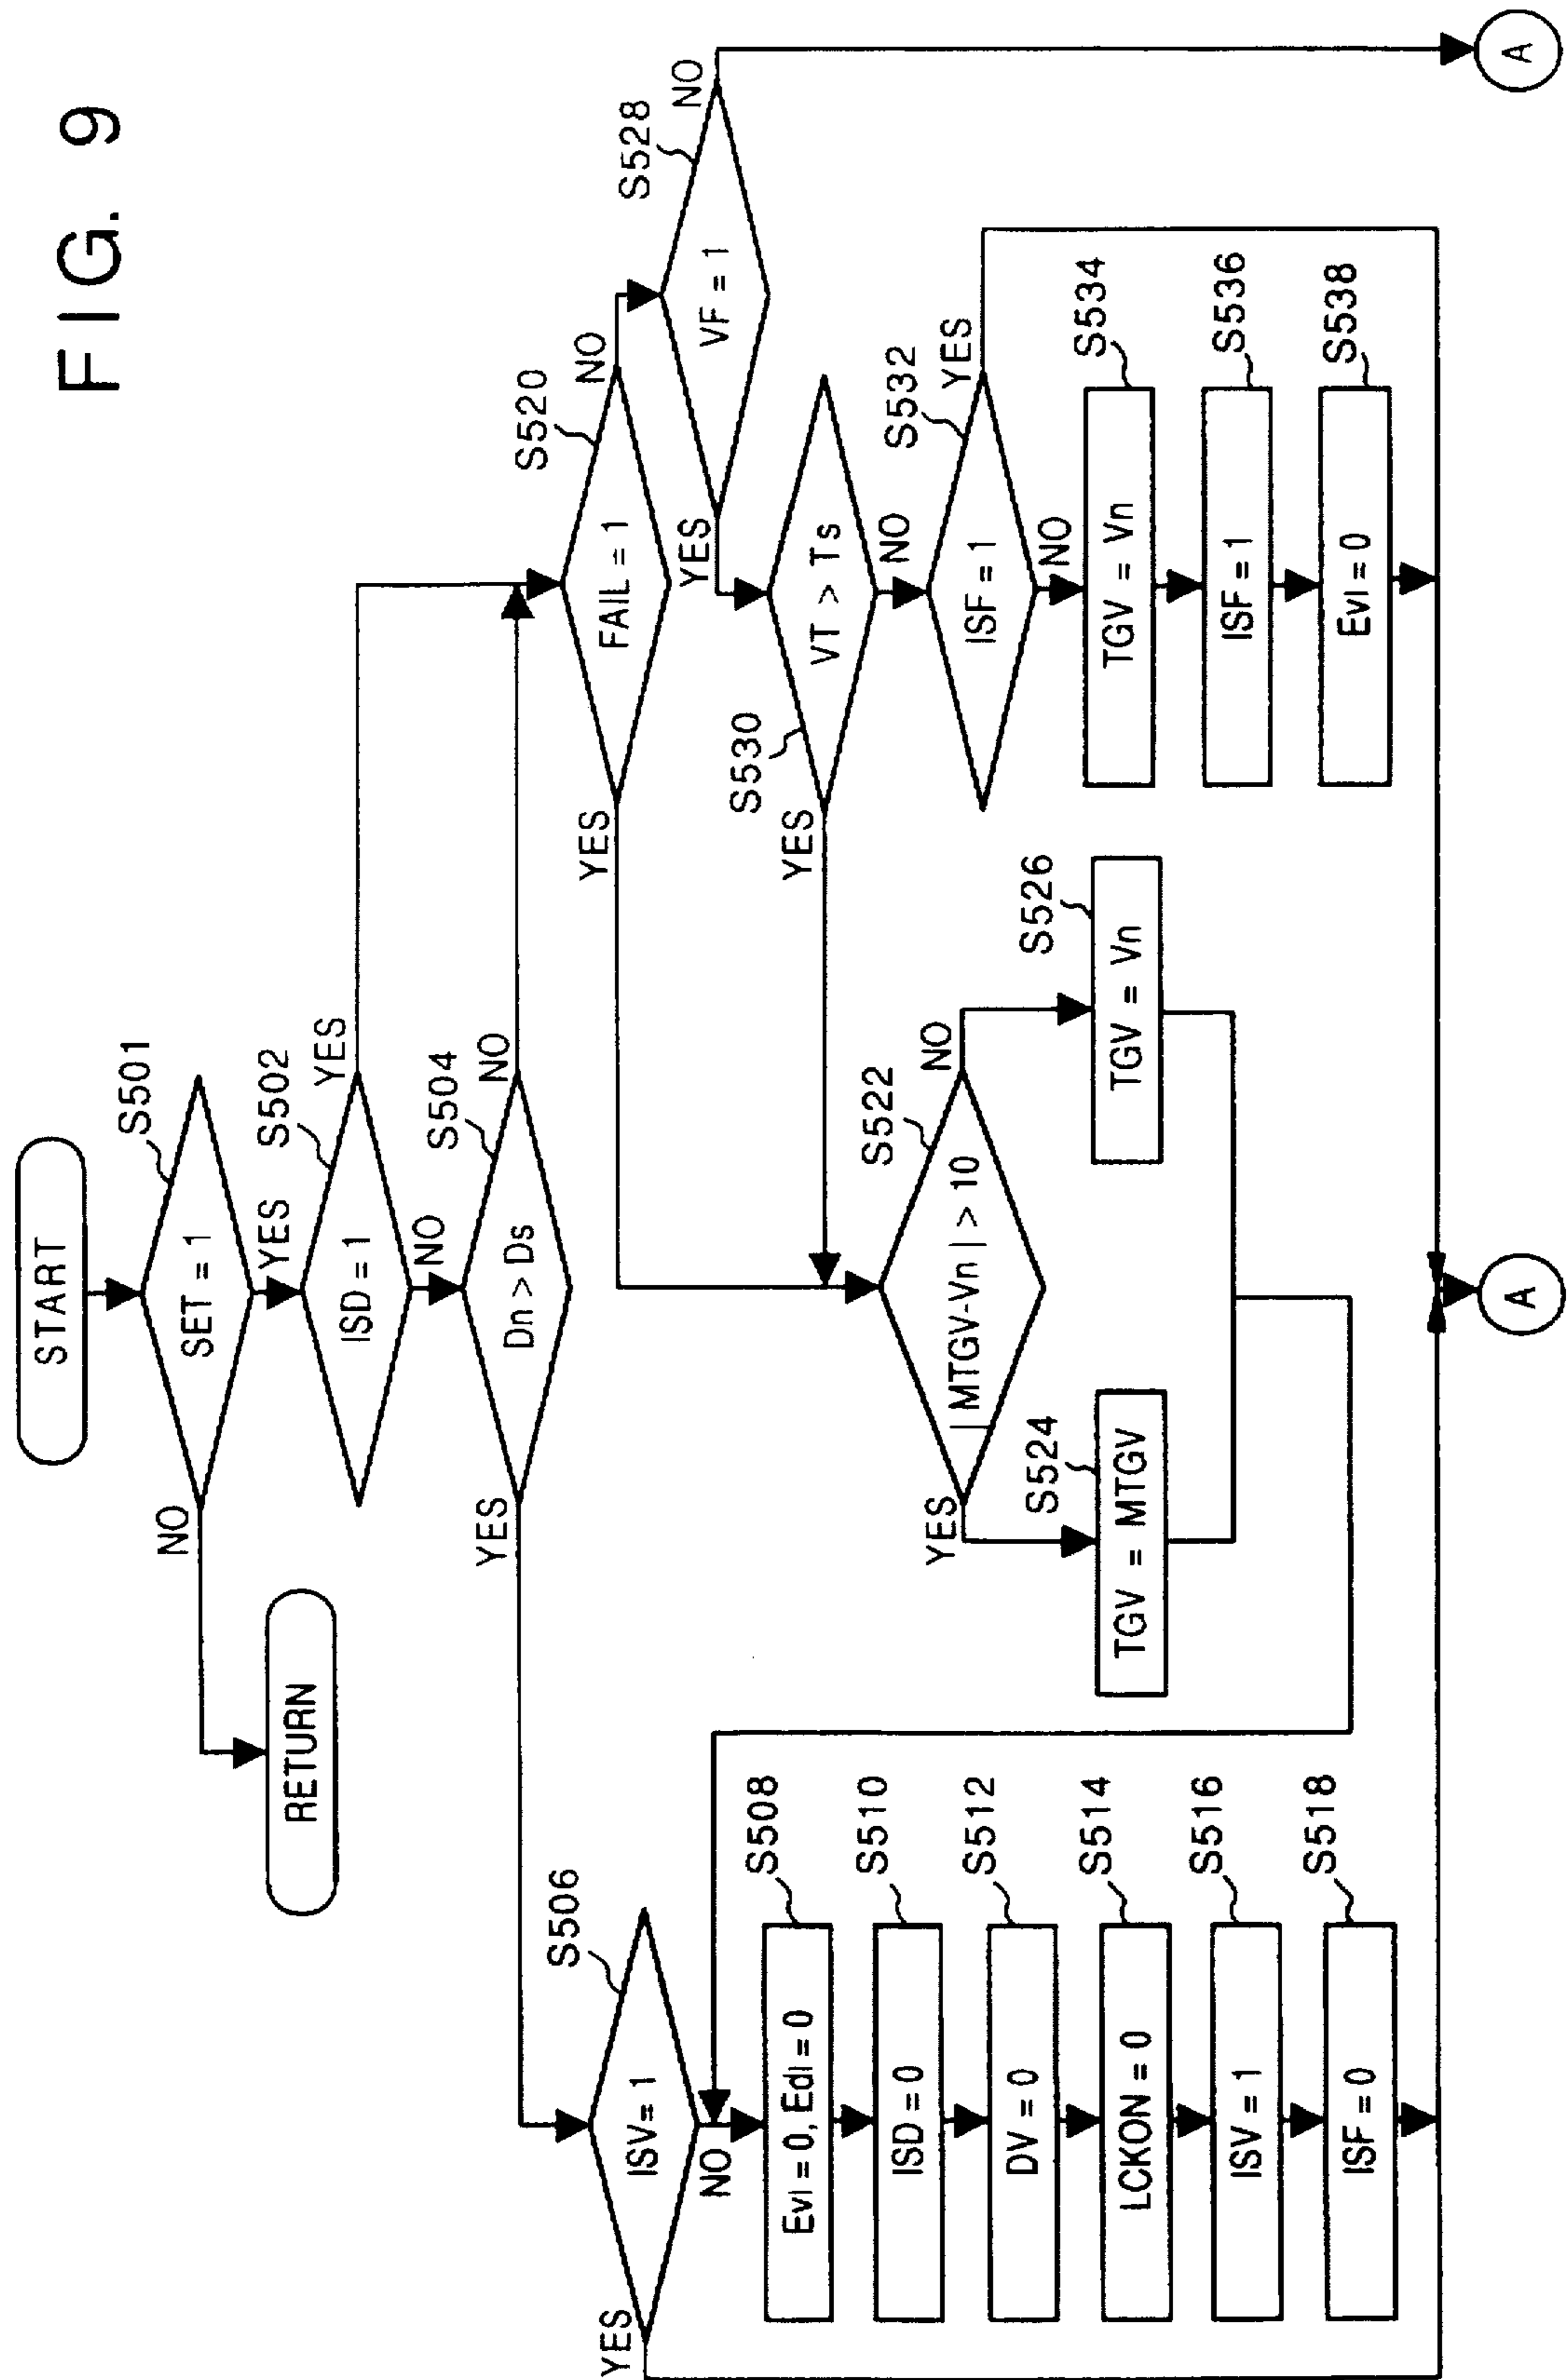 FIG. 9
START
S501
SET = 1
NO
YES
RETURN
S502
ISD = 1
YES
NO
S504
Dn > Ds
YES
NO
S506
ISV = 1
YES
NO
S508
EvI = 0, EdI = 0
S510
ISD = 0
S512
DV = 0
S514
LCKON = 0
S516
ISV = 1
S518
ISF = 0
S520
FAIL = 1
YES
NO
S522
| MTGV-Vn | > 10
YES
NO
S524
TGV = MTGV
S526
TGV = Vn
S528
VF = 1
YES
NO
S530
VT > Ts
YES
NO
S532
ISF = 1
YES
NO
S534
TGV = Vn
S536
ISF = 1
S538
EvI = 0
A
A